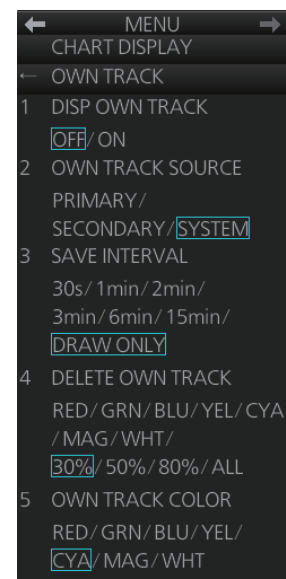 ← MENU →
CHART DISPLAY
← OWN TRACK
1 DISP OWN TRACK
OFF/ON
2 OWN TRACK SOURCE
PRIMARY/
SECONDARY/SYSTEM
3 SAVE INTERVAL
30s/1min/2min/
3min/6min/15min/
DRAW ONLY
4 DELETE OWN TRACK
RED/GRN/BLU/YEL/CYA
/MAG/WHT/
30%/50%/80%/ALL
5 OWN TRACK COLOR
RED/GRN/BLU/YEL/
CYA/MAG/WHT